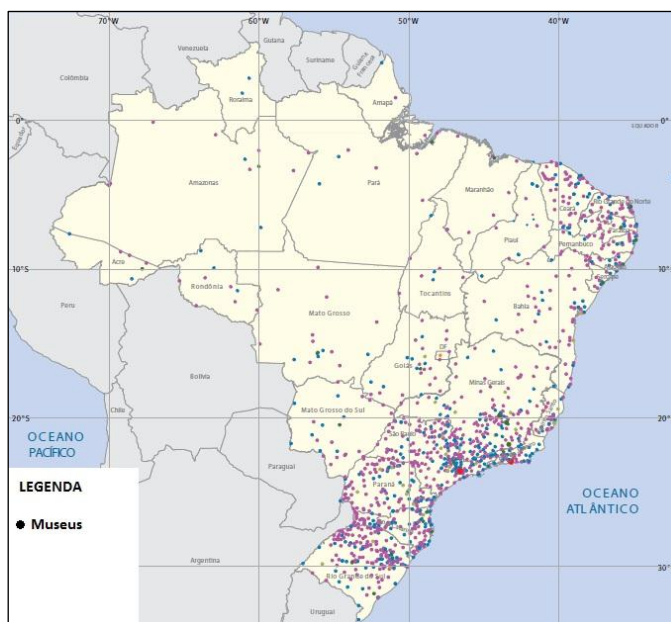 70°W
60°W
50°W
40°W
Venezuela
Guiana
Suriname
Guiana
Francesa
Colômbia
Roraima
Amapá
0°
0°
EQUADOR
Equador
Amazonas
Pará
Maranhão
Ceará
Rio Grande do Norte
Piauí
Pernambuco
Acre
10°S
10°S
Rondônia
Tocantins
Bahia
Peru
Mato Grosso
DF
Goiás
Bolívia
Minas Gerais
Mato Grosso do Sul
20°S
20°S
Chile
São Paulo
OCEANO
PACÍFICO
Paraguai
LEGENDA
Paraná
OCEANO
ATLÂNTICO
Museus
Argentina
30°
Rio Grande do Sul
Uruguai